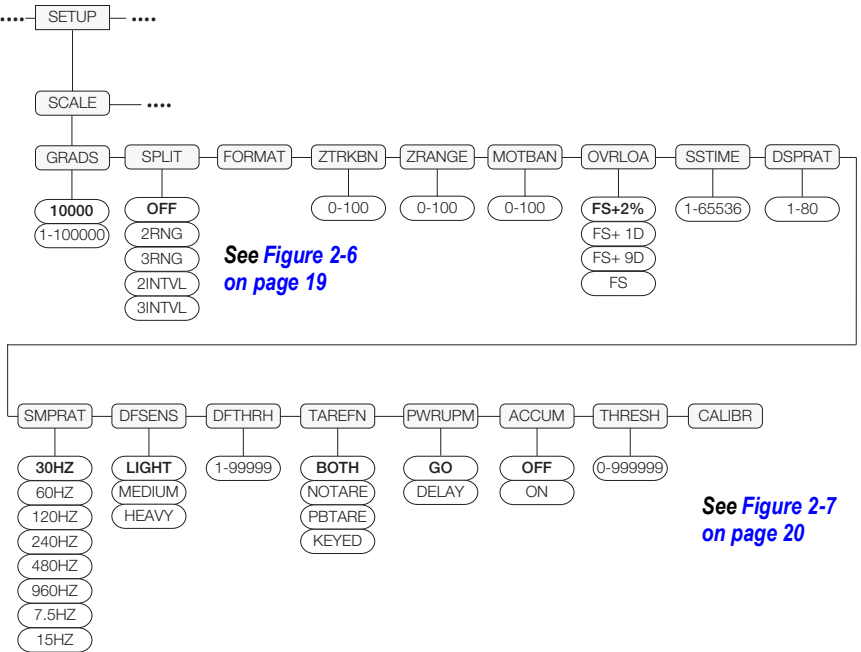 •••• SETUP ••••
SCALE ••••
GRADS SPLIT FORMAT ZTRKBN ZRANGE MOTBAN OVRLOA SSTIME DSPRAT
10000 OFF 0-100 0-100 0-100 FS+2% 1-65536 1-80
1-100000 2RNG FS+ 1D
3RNG FS+ 9D
2INTVL FS
3INTVL
See Figure 2-6
on page 19
SMPRAT DFSENS DFTHRH TAREFN PWRUPM ACCUM THRESH CALIBR
30HZ LIGHT 1-99999 BOTH GO OFF 0-999999
60HZ MEDIUM NOTARE DELAY ON
120HZ HEAVY PBTARE
240HZ KEYED
480HZ
960HZ
7.5HZ
15HZ
See Figure 2-7
on page 20